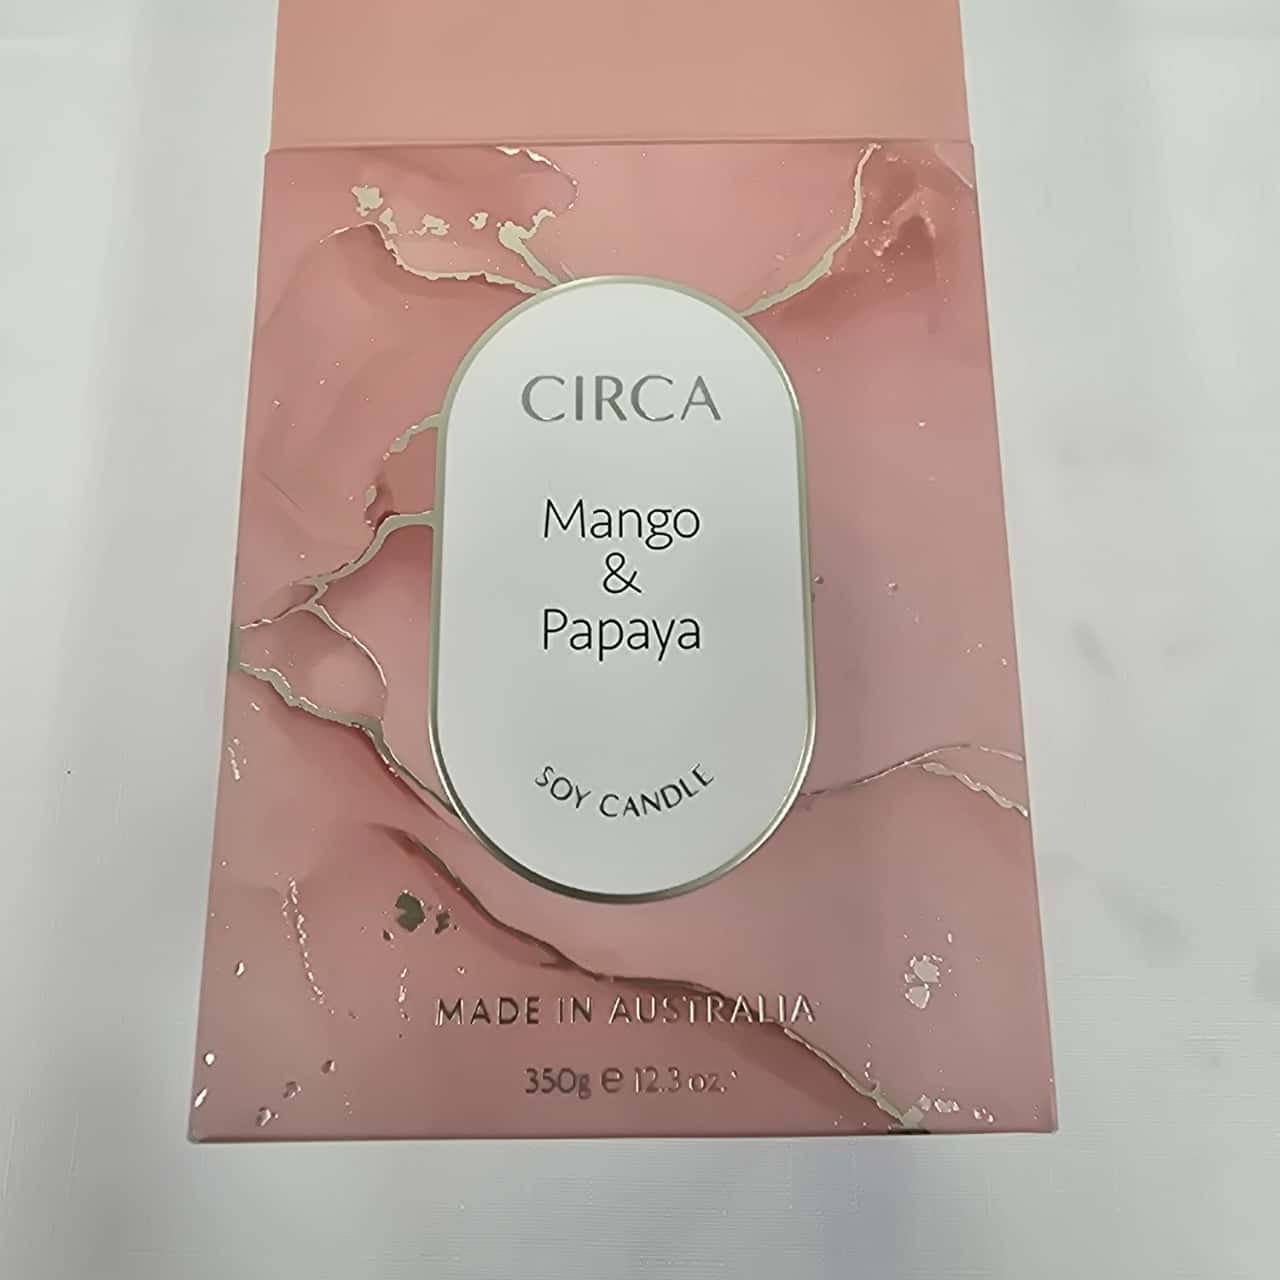 CIRCA
Mango
&
Papaya
SOY CANDLE
MADE IN AUSTRALIA
350g ℮ 12.3 oz.